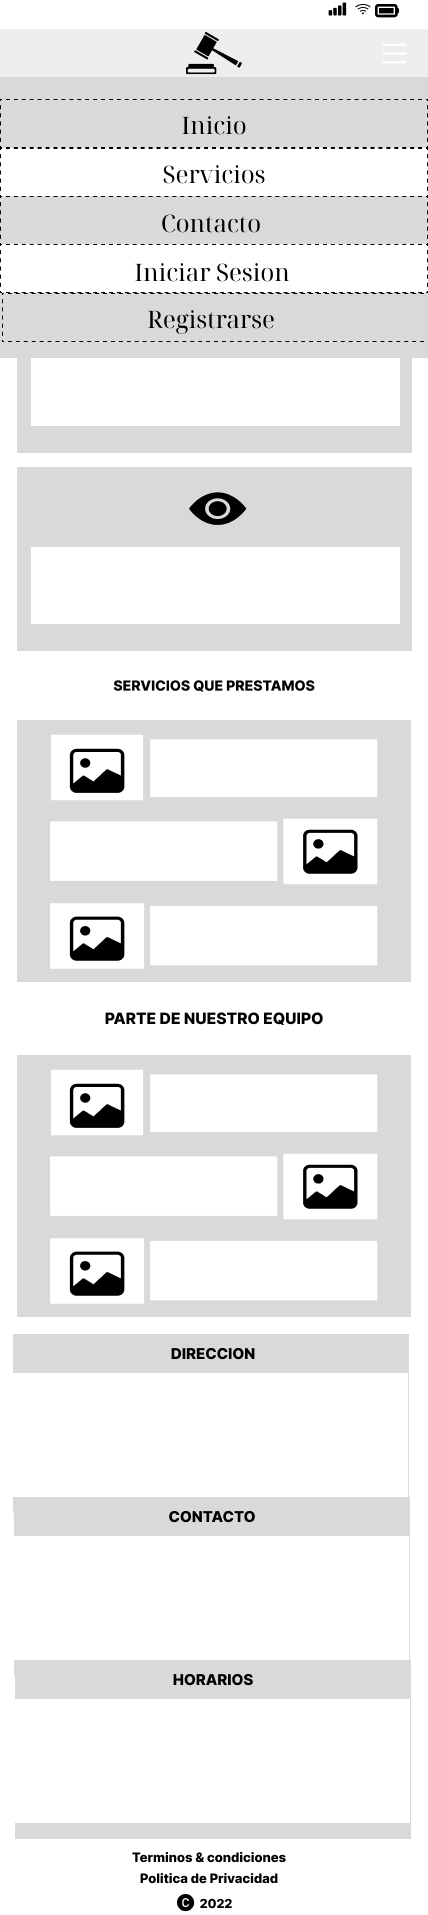 Inicio
Servicios
Contacto
Iniciar Sesion
Registrarse
SERVICIOS QUE PRESTAMOS
PARTE DE NUESTRO EQUIPO
DIRECCION
CONTACTO
HORARIOS
Terminos & condiciones
Politica de Privacidad
© 2022